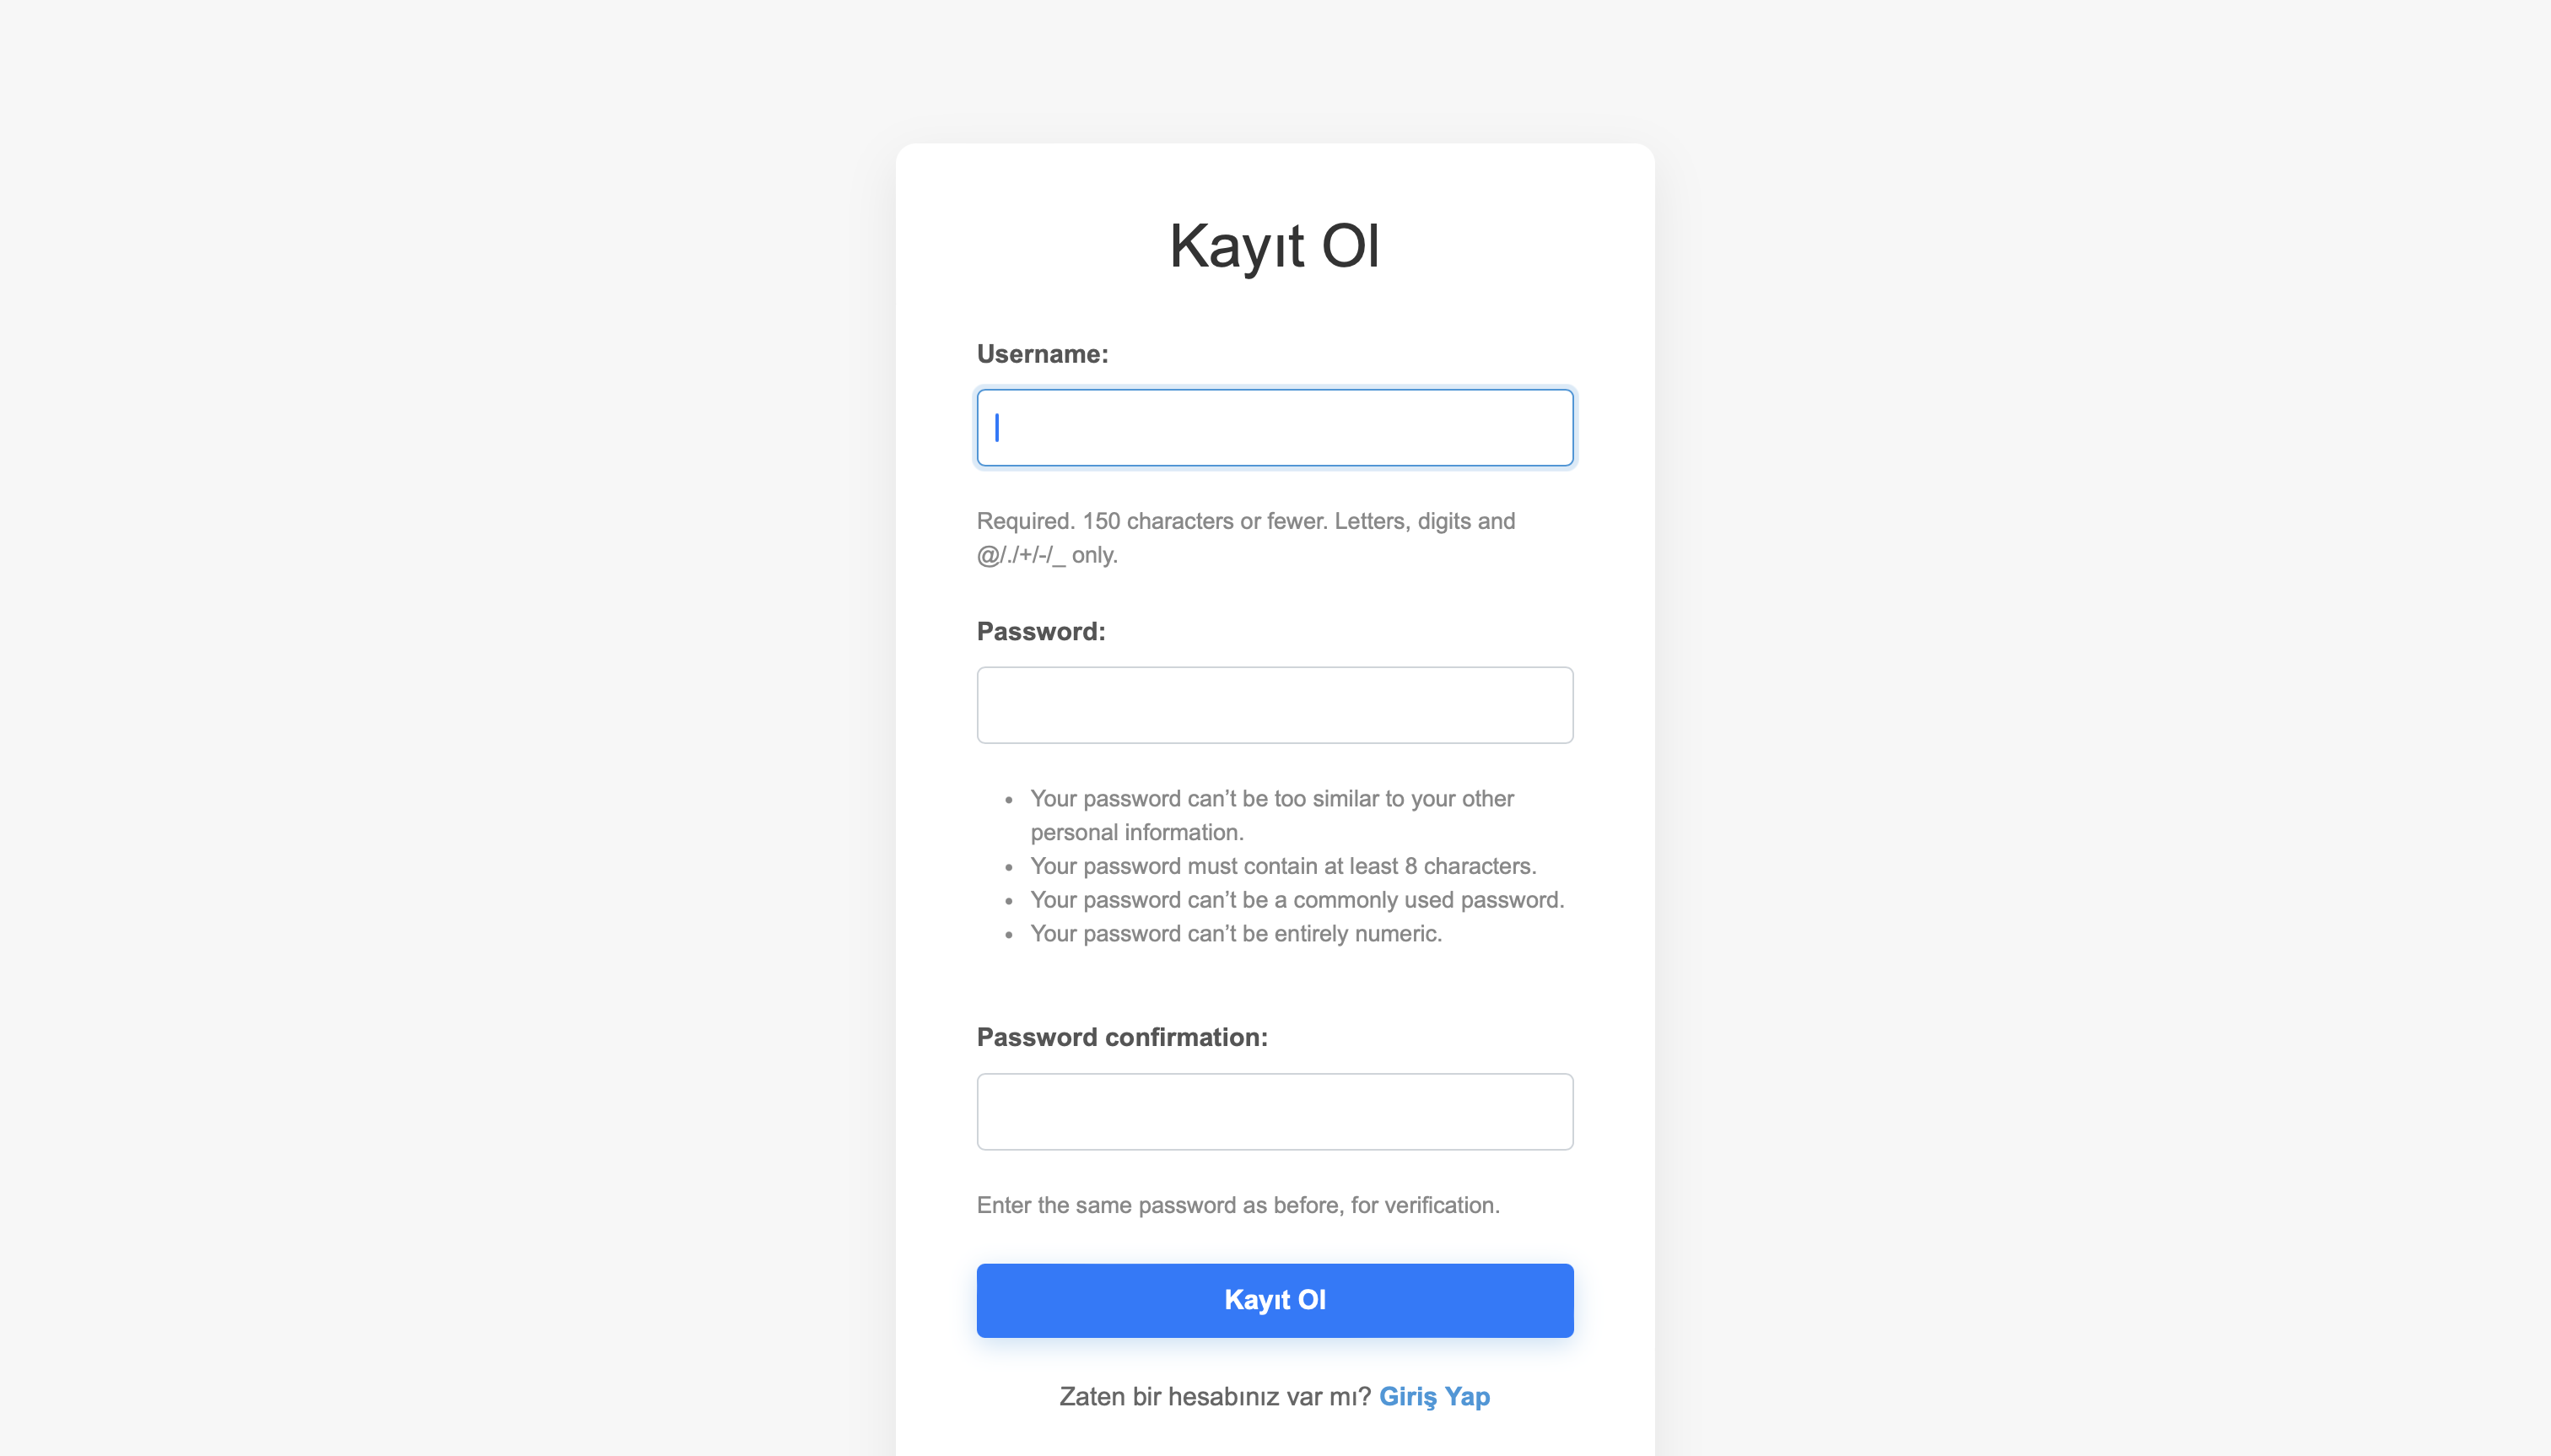 Kayıt Ol
Username:
Required. 150 characters or fewer. Letters, digits and
@/./+/-/_ only.
Password:
Your password can’t be too similar to your other
personal information.
Your password must contain at least 8 characters.
Your password can’t be a commonly used password.
Your password can’t be entirely numeric.
Password confirmation:
Enter the same password as before, for verification.
Kayıt Ol
Zaten bir hesabınız var mı? Giriş Yap